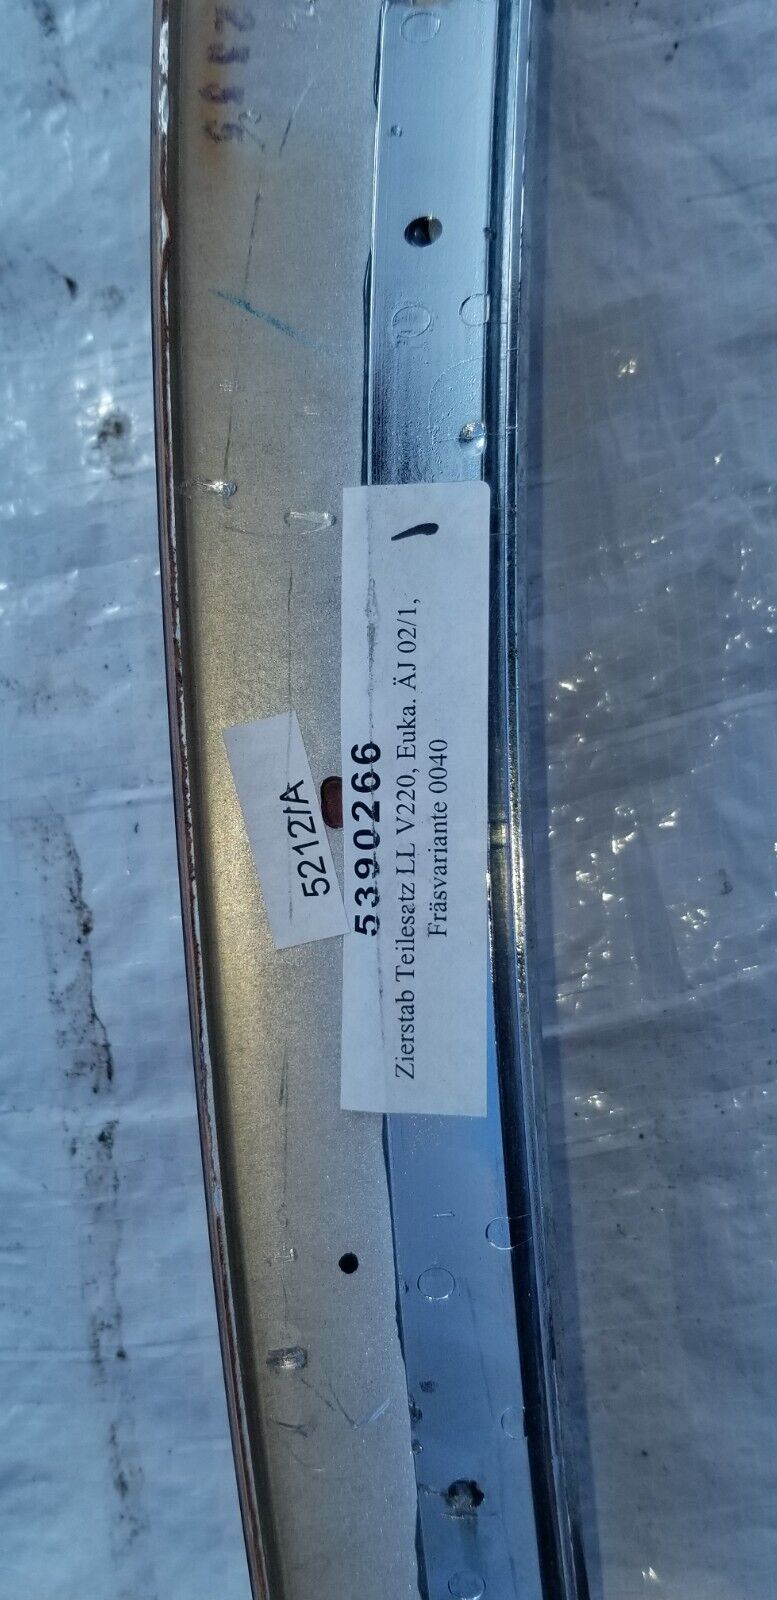 5390266
Zierstab Teilesatz LL V220, Euka. ÄJ 02/1,
Fräsvariante 0040
5212/A